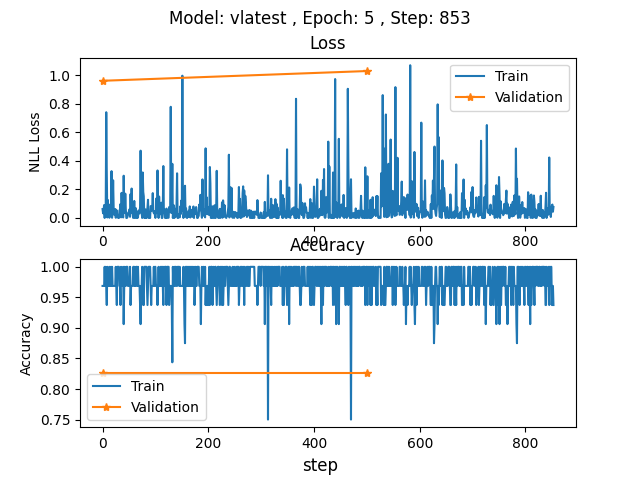 Model: vlatest , Epoch: 5 , Step: 853
Loss
NLL Loss
1.0
0.8
0.6
0.4
0.2
0.0
Train
Validation
0 200 400 600 800
Accuracy
Accuracy
1.00
0.95
0.90
0.85
0.80
0.75
Train
Validation
0 200 400 600 800
step